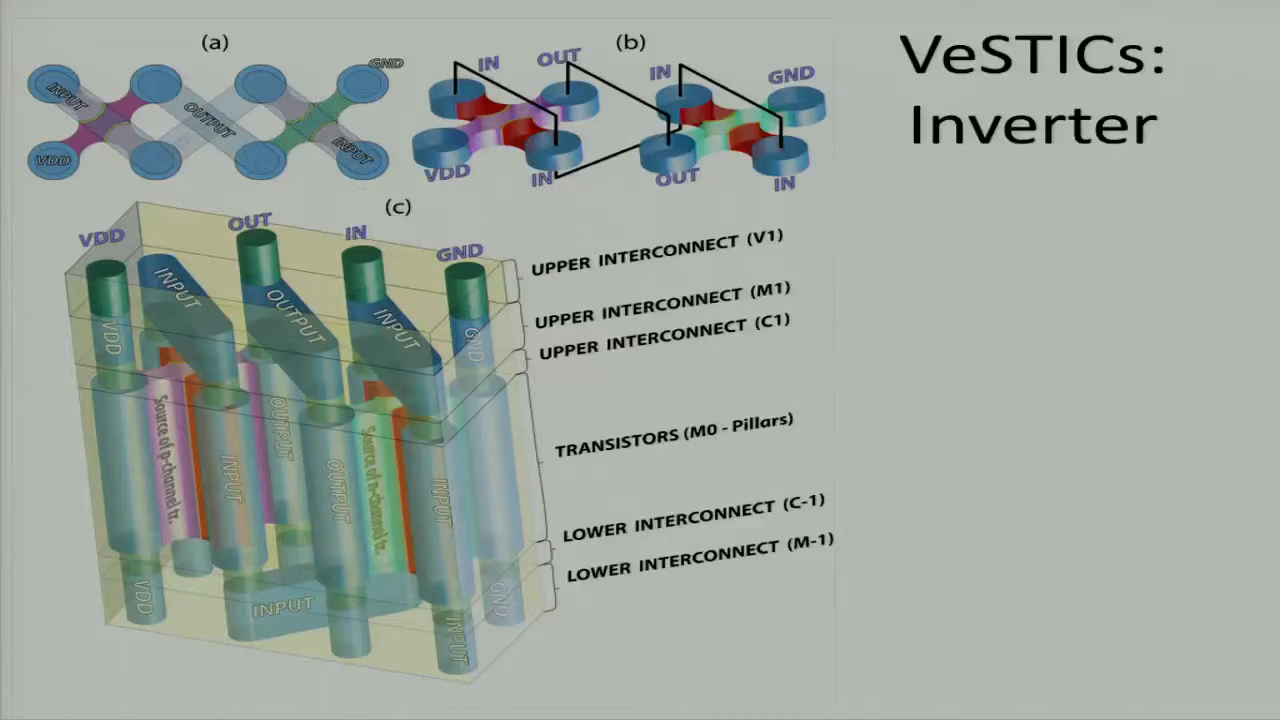 VeSTICs:
Inverter
(a)
GND
INPUT
OUTPUT
VDD
INPUT
(b)
IN
OUT
IN
GND
VDD
IN
OUT
IN
(c)
VDD
OUT
IN
GND
INPUT
OUTPUT
INPUT
VDD
GND
Source of p-channel tr.
INPUT
OUTPUT
OUTPUT
Source of n-channel tr.
INPUT
VDD
INPUT
INPUT
GND
UPPER INTERCONNECT (V1)
UPPER INTERCONNECT (M1)
UPPER INTERCONNECT (C1)
TRANSISTORS (M0 - Pillars)
LOWER INTERCONNECT (C-1)
LOWER INTERCONNECT (M-1)